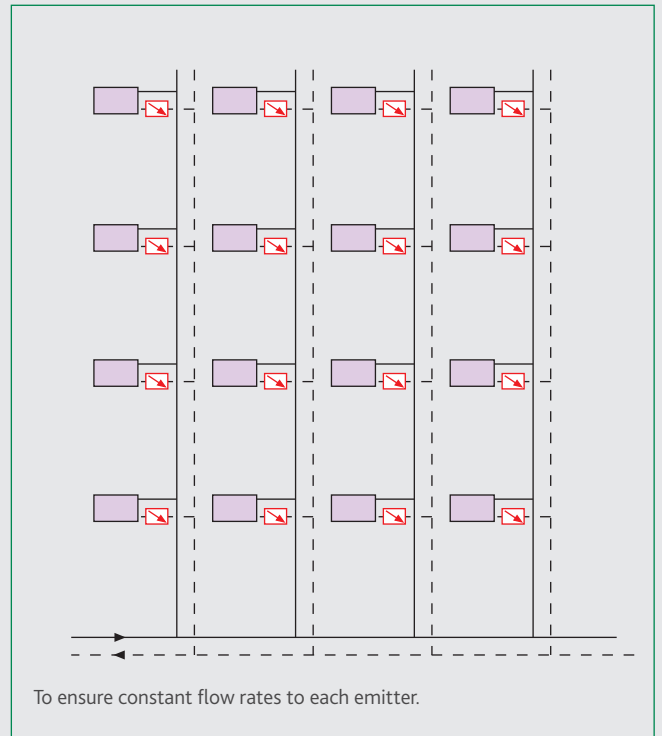 To ensure constant flow rates to each emitter.